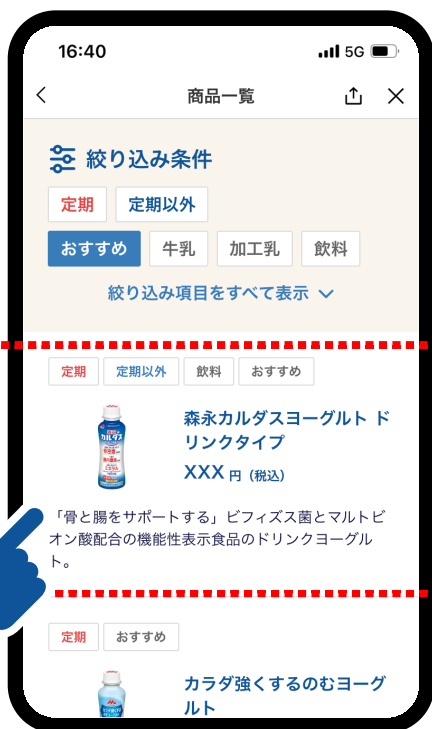 16:40
5G
商品一覧
絞り込み条件
定期 定期以外
おすすめ 牛乳 加工乳 飲料
絞り込み項目をすべて表示
定期 定期以外 飲料 おすすめ
森永カルダスヨーグルト ド
リンクタイプ
XXX 円（税込）
カルダス
「骨と腸をサポートする」ビフィズス菌とマルトビ
オン酸配合の機能性表示食品のドリンクヨーグル
ト。
定期 おすすめ
カラダ強くするのむヨーグ
ルト